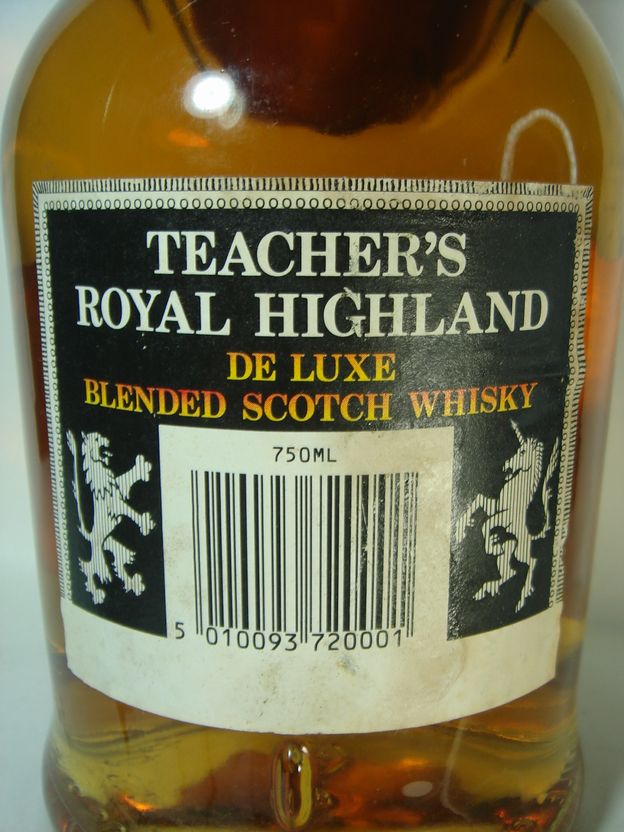 TEACHER'S
ROYAL HIGHLAND
DE LUXE
BLENDED SCOTCH WHISKY
750ML
5 010093 720001